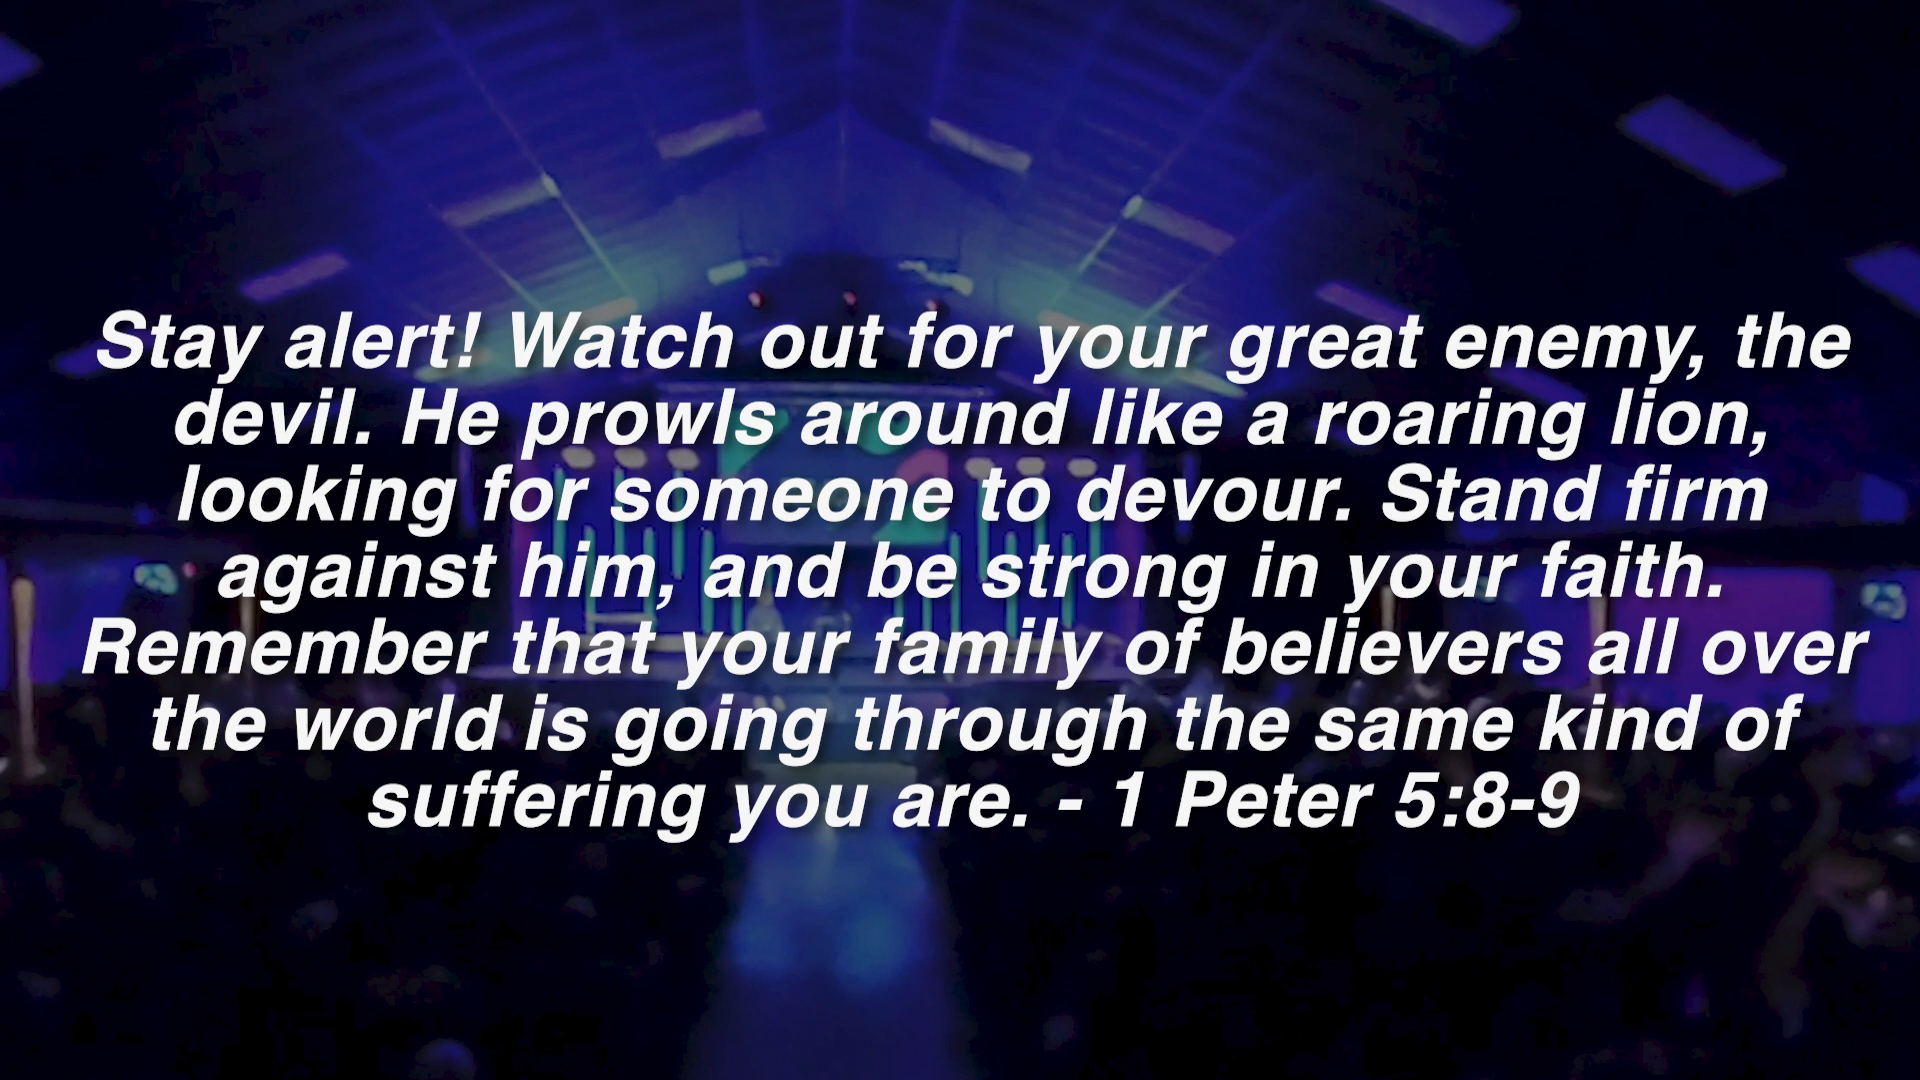 Stay alert! Watch out for your great enemy, the
devil. He prowls around like a roaring lion,
looking for someone to devour. Stand firm
against him, and be strong in your faith.
Remember that your family of believers all over
the world is going through the same kind of
suffering you are. - 1 Peter 5:8-9